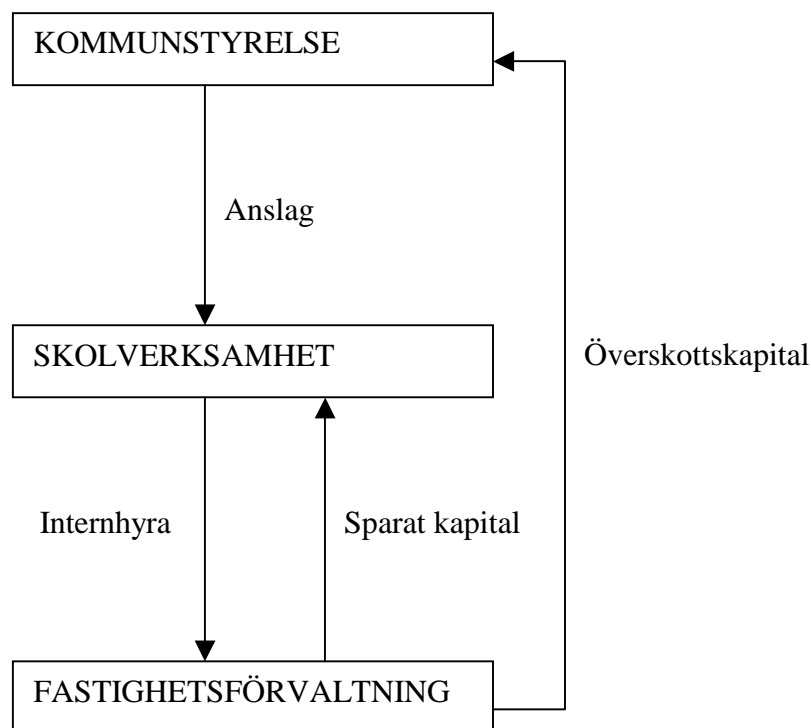 KOMMUNSTYRELSE
Anslag
SKOLVERKSAMHET
Överskottskapital
Internhyra
Sparat kapital
FASTIGHETSFÖRVALTNING